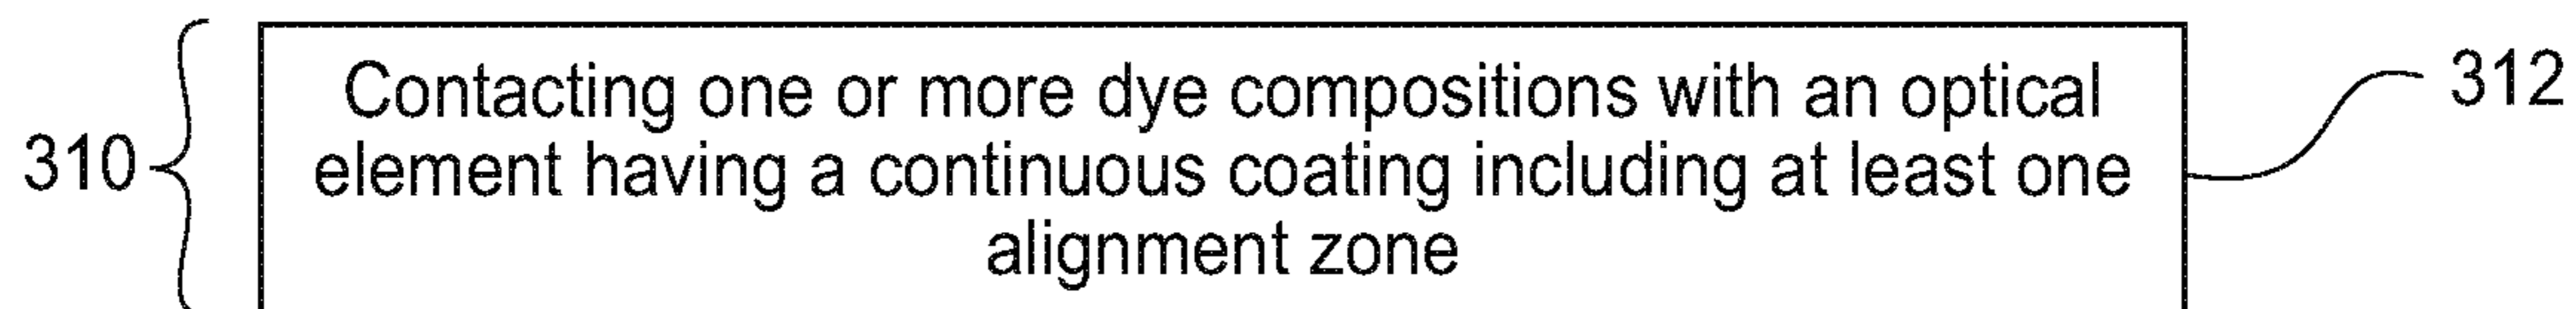 Contacting one or more dye compositions with an optical
312
310
element having a continuous coating including at least one
alignment zone